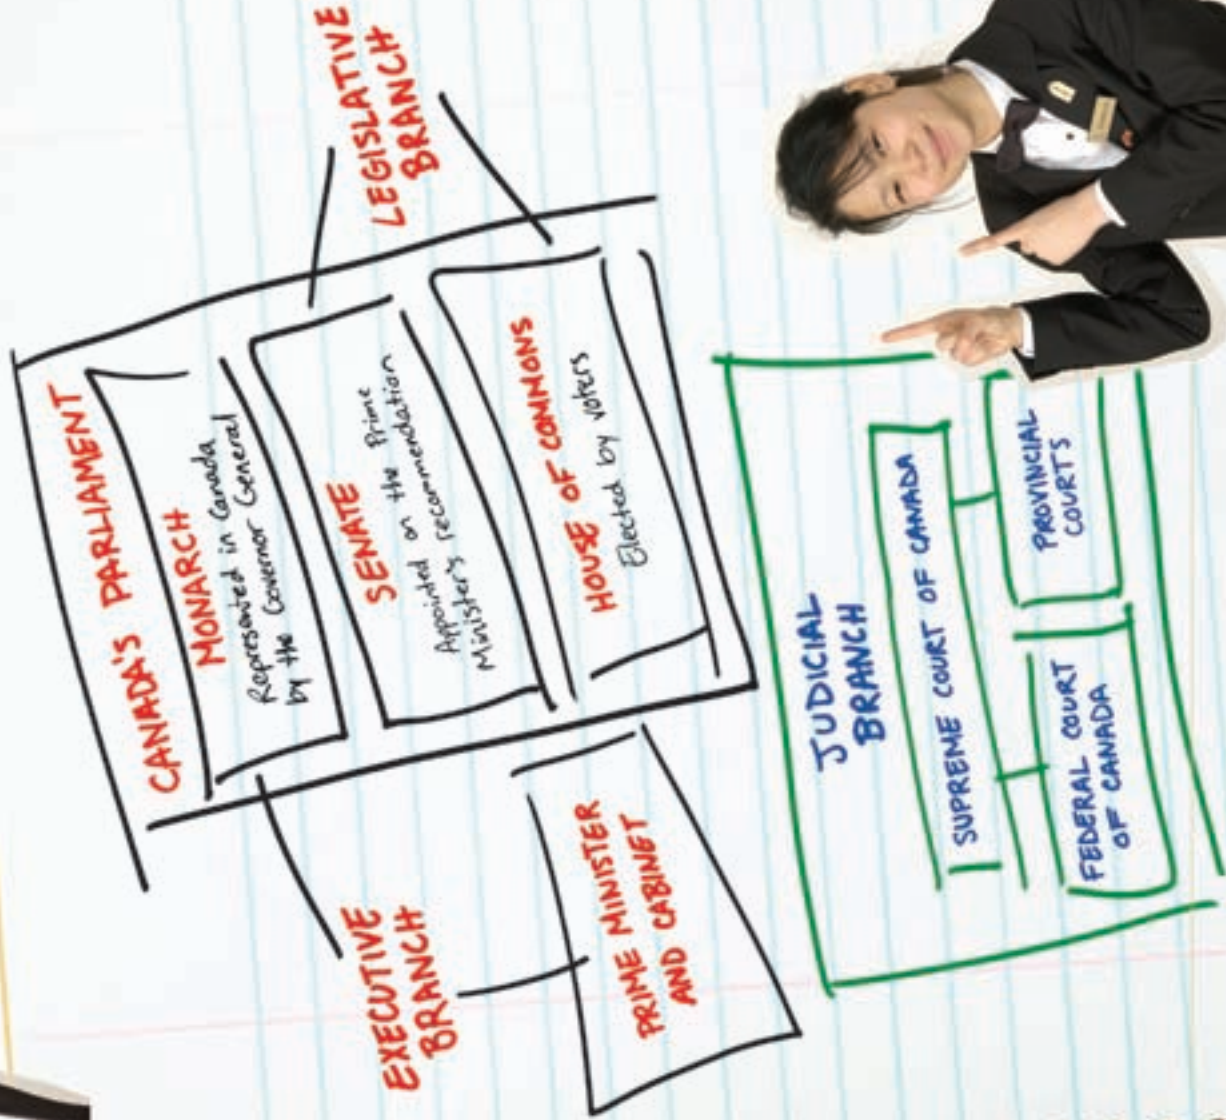 CANADA'S PARLIAMENT
MONARCH
Represented in Canada
by the Governor General
SENATE
Appointed on the Prime
Minister's recommendation
HOUSE OF COMMONS
Elected by voters
EXECUTIVE
BRANCH
LEGISLATIVE
BRANCH
PRIME MINISTER
AND CABINET
JUDICIAL
BRANCH
SUPREME COURT OF CANADA
FEDERAL COURT
OF CANADA
PROVINCIAL
COURTS